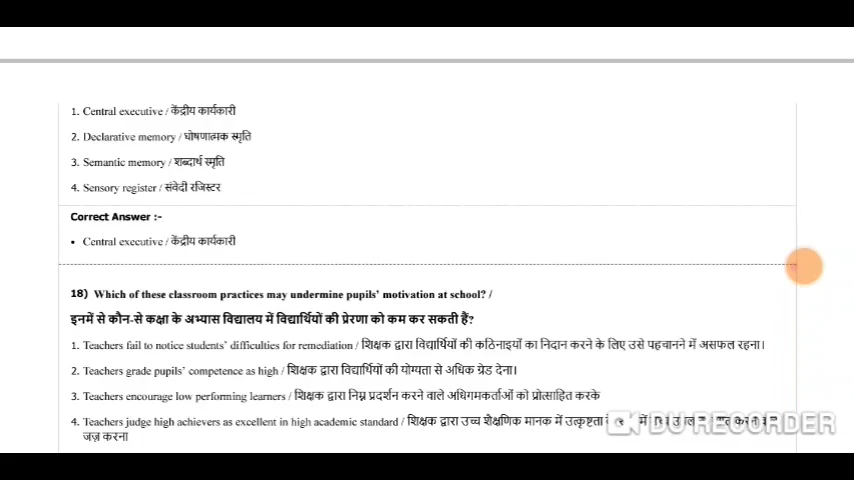 1. Central executive / केंद्रीय कार्यकारी
2. Declarative memory / घोषणात्मक स्मृति
3. Semantic memory / शब्दार्थ स्मृति
4. Sensory register / संवेदी रजिस्टर
Correct Answer :-
• Central executive / केंद्रीय कार्यकारी
18) Which of these classroom practices may undermine pupils' motivation at school? /
इनमें से कौन-से कक्षा के अभ्यास विद्यालय में विद्यार्थियों की प्रेरणा को कम कर सकती हैं?
1. Teachers fail to notice students' difficulties for remediation / शिक्षक द्वारा विद्यार्थियों की कठिनाइयों का निदान करने के लिए उसे पहचानने में असफल रहना।
2. Teachers grade pupils' competence as high / शिक्षक द्वारा विद्यार्थियों की योग्यता से अधिक ग्रेड देना।
3. Teachers encourage low performing learners / शिक्षक द्वारा निम्न प्रदर्शन करने वाले अधिगमकर्ताओं को प्रोत्साहित करके
4. Teachers judge high achievers as excellent in high academic standard / शिक्षक द्वारा उच्च शैक्षणिक मानक में उत्कृष्टता
जज़ करना
DU RECORDER